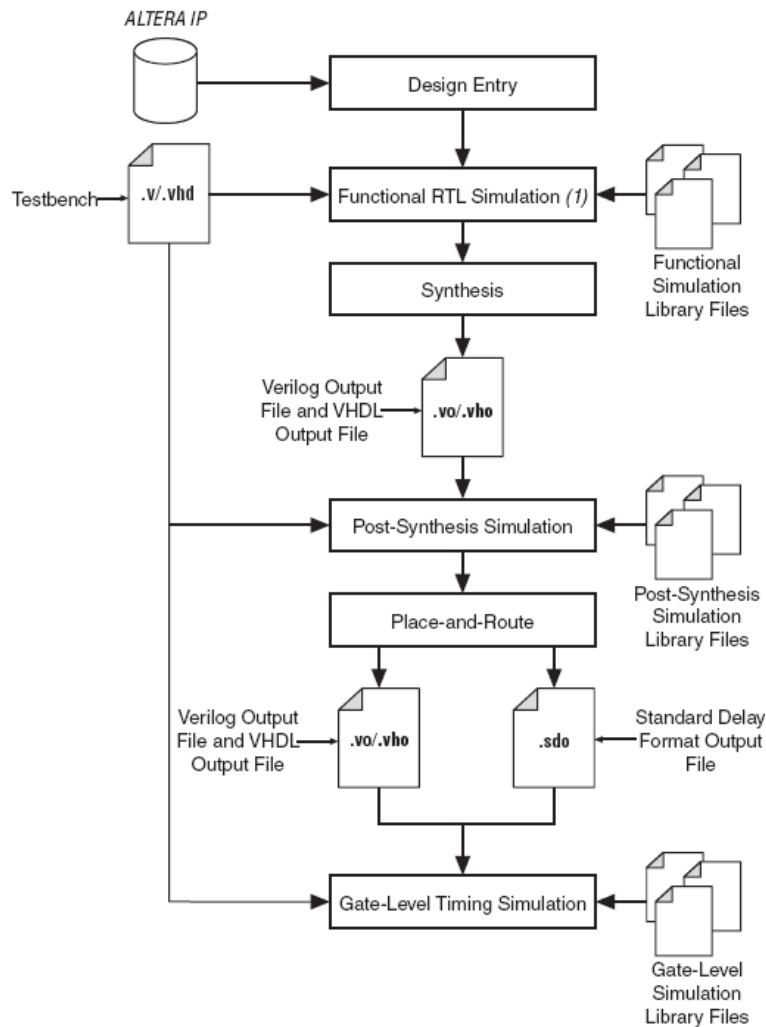 ALTERA IP
Design Entry
Testbench
.v/.vhd
Functional RTL Simulation (1)
Functional
Simulation
Library Files
Synthesis
Verilog Output
File and VHDL
Output File
.vo/.vho
Post-Synthesis Simulation
Post-Synthesis
Simulation
Library Files
Place-and-Route
Verilog Output
File and VHDL
Output File
.vo/.vho
.sdo
Standard Delay
Format Output
File
Gate-Level Timing Simulation
Gate-Level
Simulation
Library Files